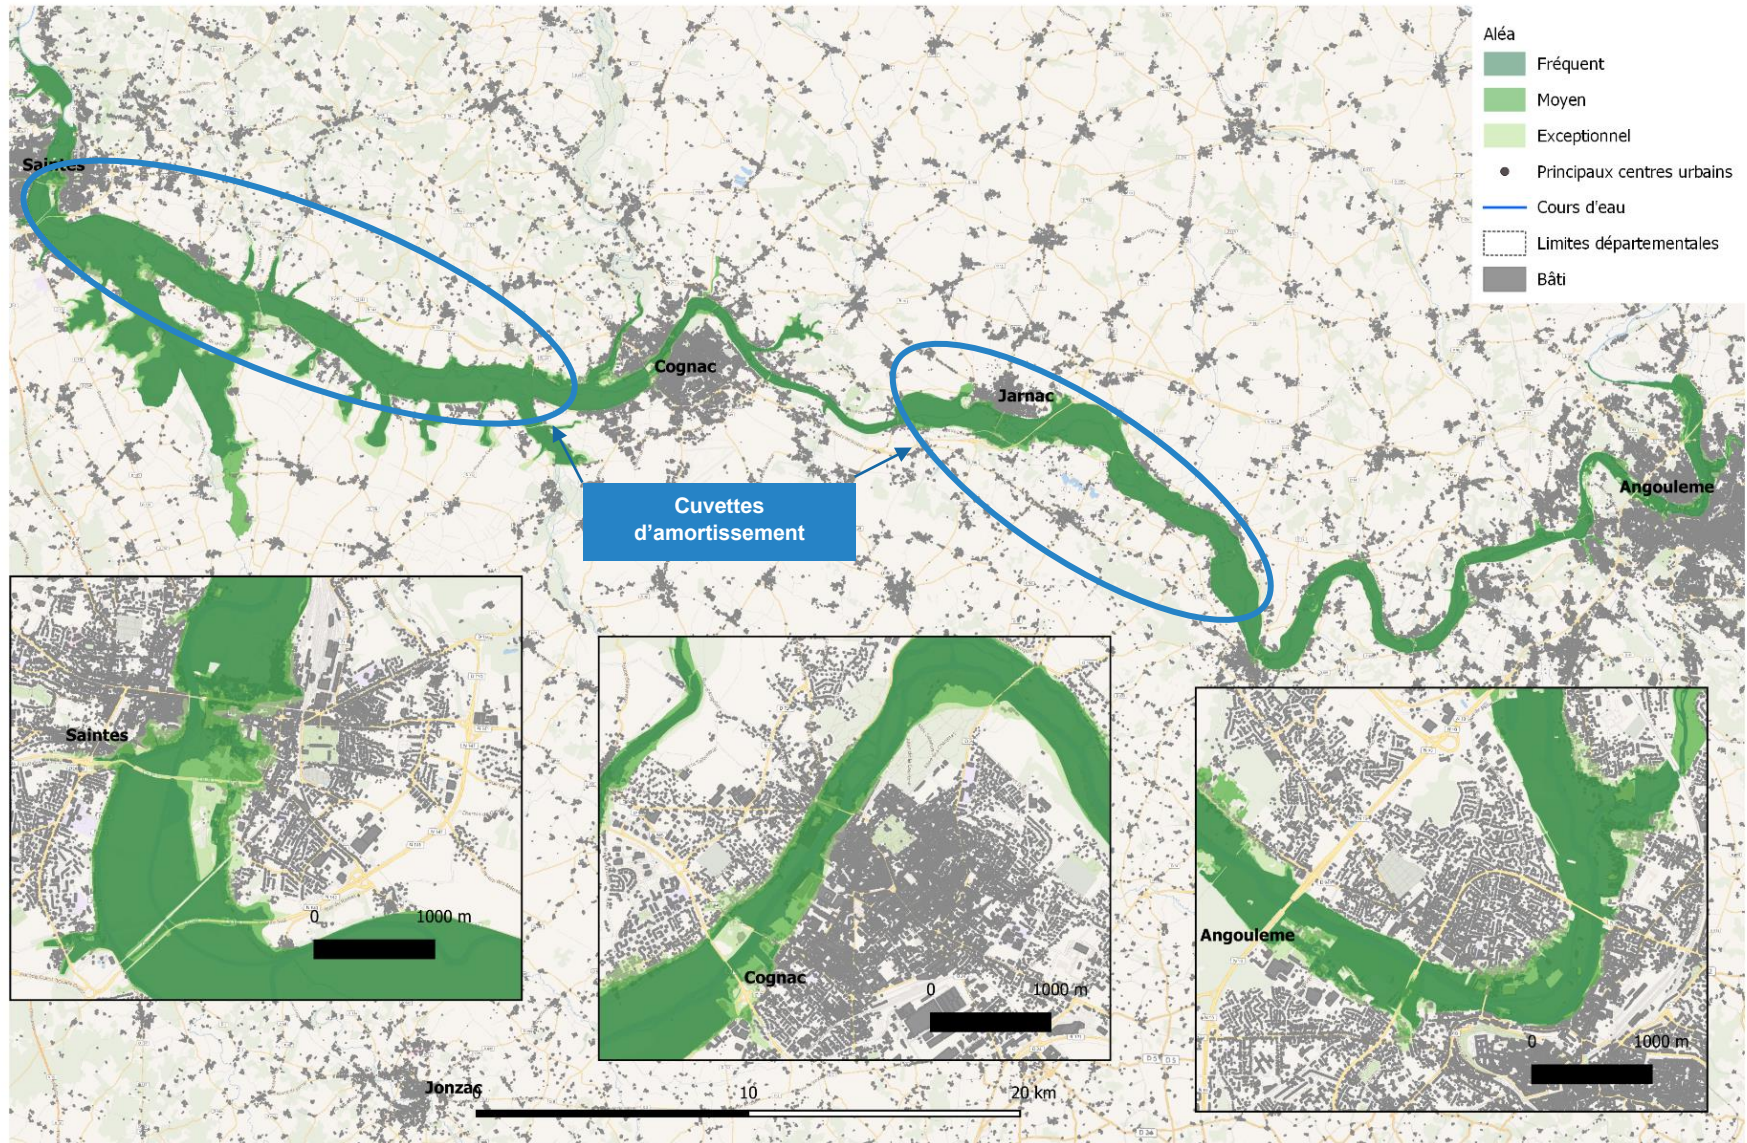 Aléa
Fréquent
Moyen
Exceptionnel
Principaux centres urbains
Cours d'eau
Limites départementales
Bâti
Saintes
Cognac
Jarnac
Angouleme
Cuvettes
d'amortissement
Saintes
0 1000 m
Cognac
0 1000 m
Angouleme
0 1000 m
Jonzac
0 10 20 km